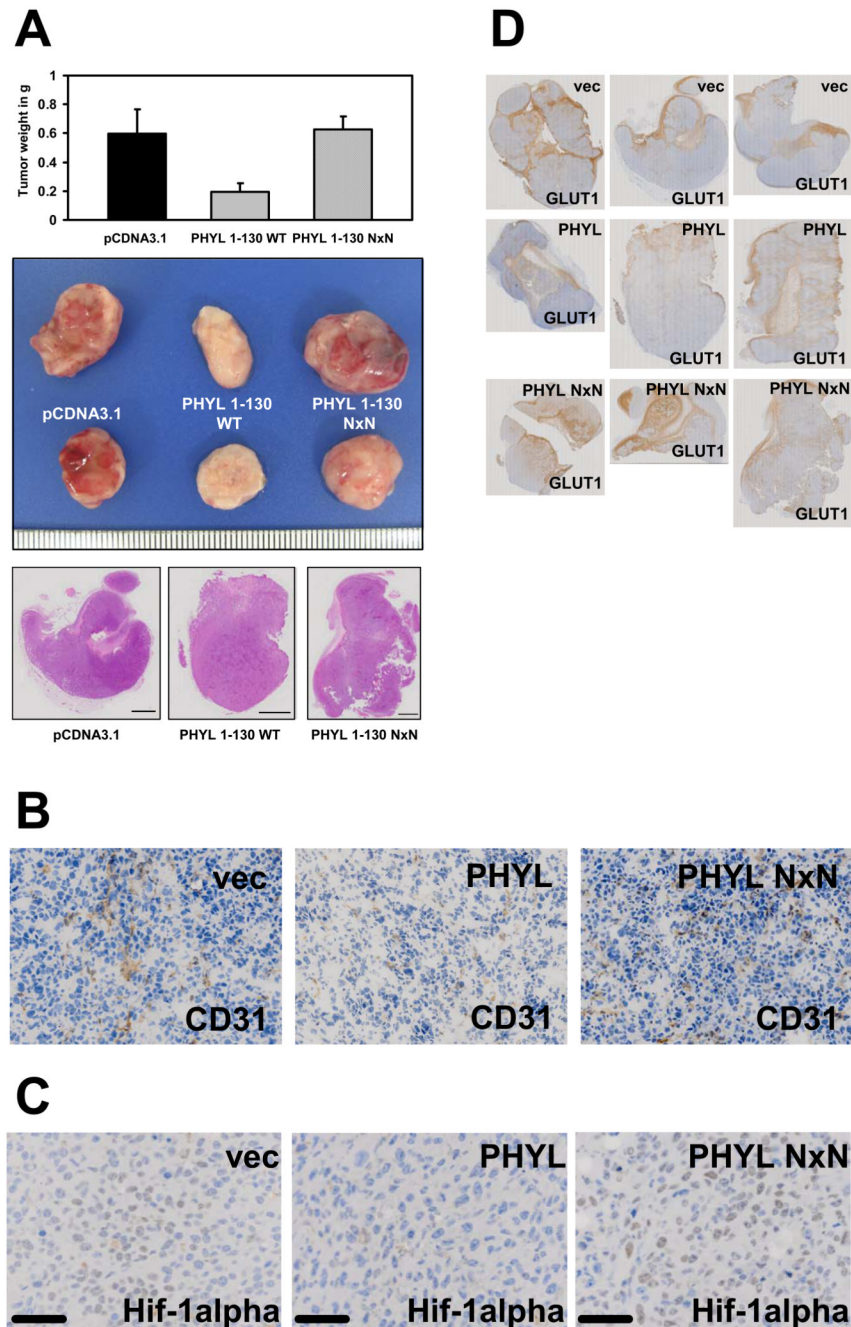 A
Tumor weight in g
1
0.8
0.6
0.4
0.2
0
pCDNA3.1
PHYL 1-130 WT
PHYL 1-130 NxN
pCDNA3.1
PHYL 1-130
WT
PHYL 1-130
NxN
pCDNA3.1
PHYL 1-130 WT
PHYL 1-130 NxN
D
vec
GLUT1
vec
GLUT1
vec
GLUT1
PHYL
GLUT1
PHYL
GLUT1
PHYL
GLUT1
PHYL NxN
GLUT1
PHYL NxN
GLUT1
PHYL NxN
GLUT1
B
vec
CD31
PHYL
CD31
PHYL NxN
CD31
C
vec
Hif-1alpha
PHYL
Hif-1alpha
PHYL NxN
Hif-1alpha